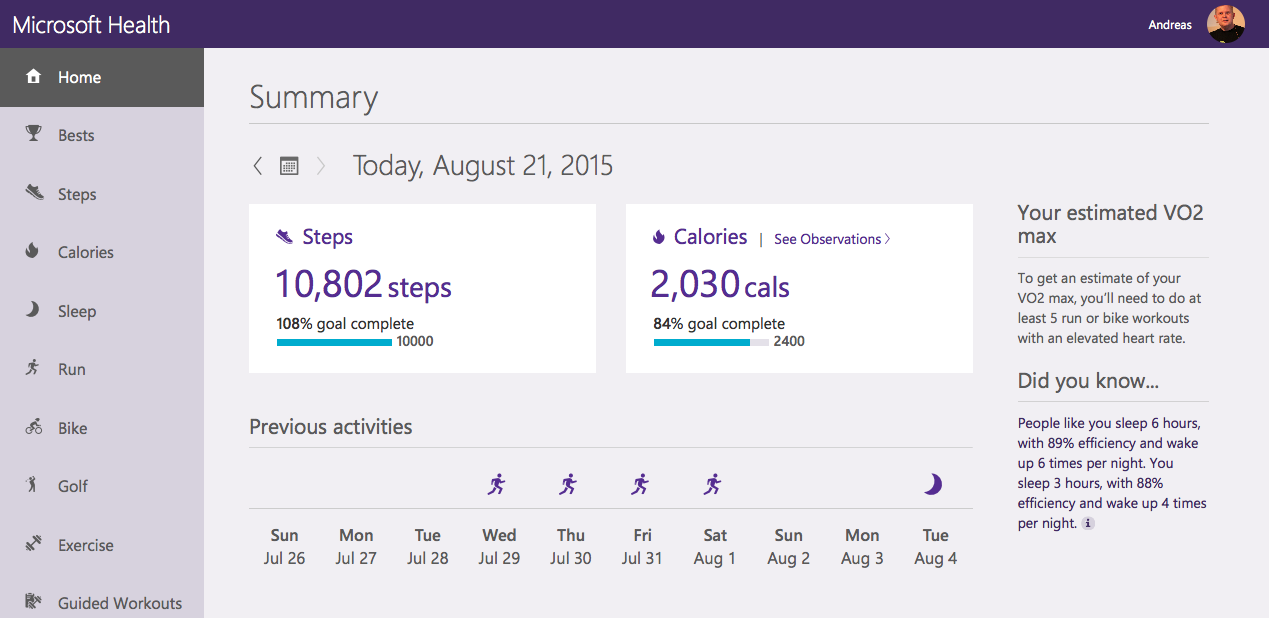 Microsoft Health
Andreas
Home
Bests
Steps
Calories
Sleep
Run
Bike
Golf
Exercise
Guided Workouts
Summary
Today, August 21, 2015
Steps
10,802 steps
108% goal complete
10000
Calories | See Observations
2,030 cals
84% goal complete
2400
Previous activities
Sun Mon Tue Wed Thu Fri Sat Sun Mon Tue
Jul 26 Jul 27 Jul 28 Jul 29 Jul 30 Jul 31 Aug 1 Aug 2 Aug 3 Aug 4
Your estimated VO2
max
To get an estimate of your
VO2 max, you'll need to do at
least 5 run or bike workouts
with an elevated heart rate.
Did you know...
People like you sleep 6 hours,
with 89% efficiency and wake
up 6 times per night. You
sleep 3 hours, with 88%
efficiency and wake up 4 times
per night. i